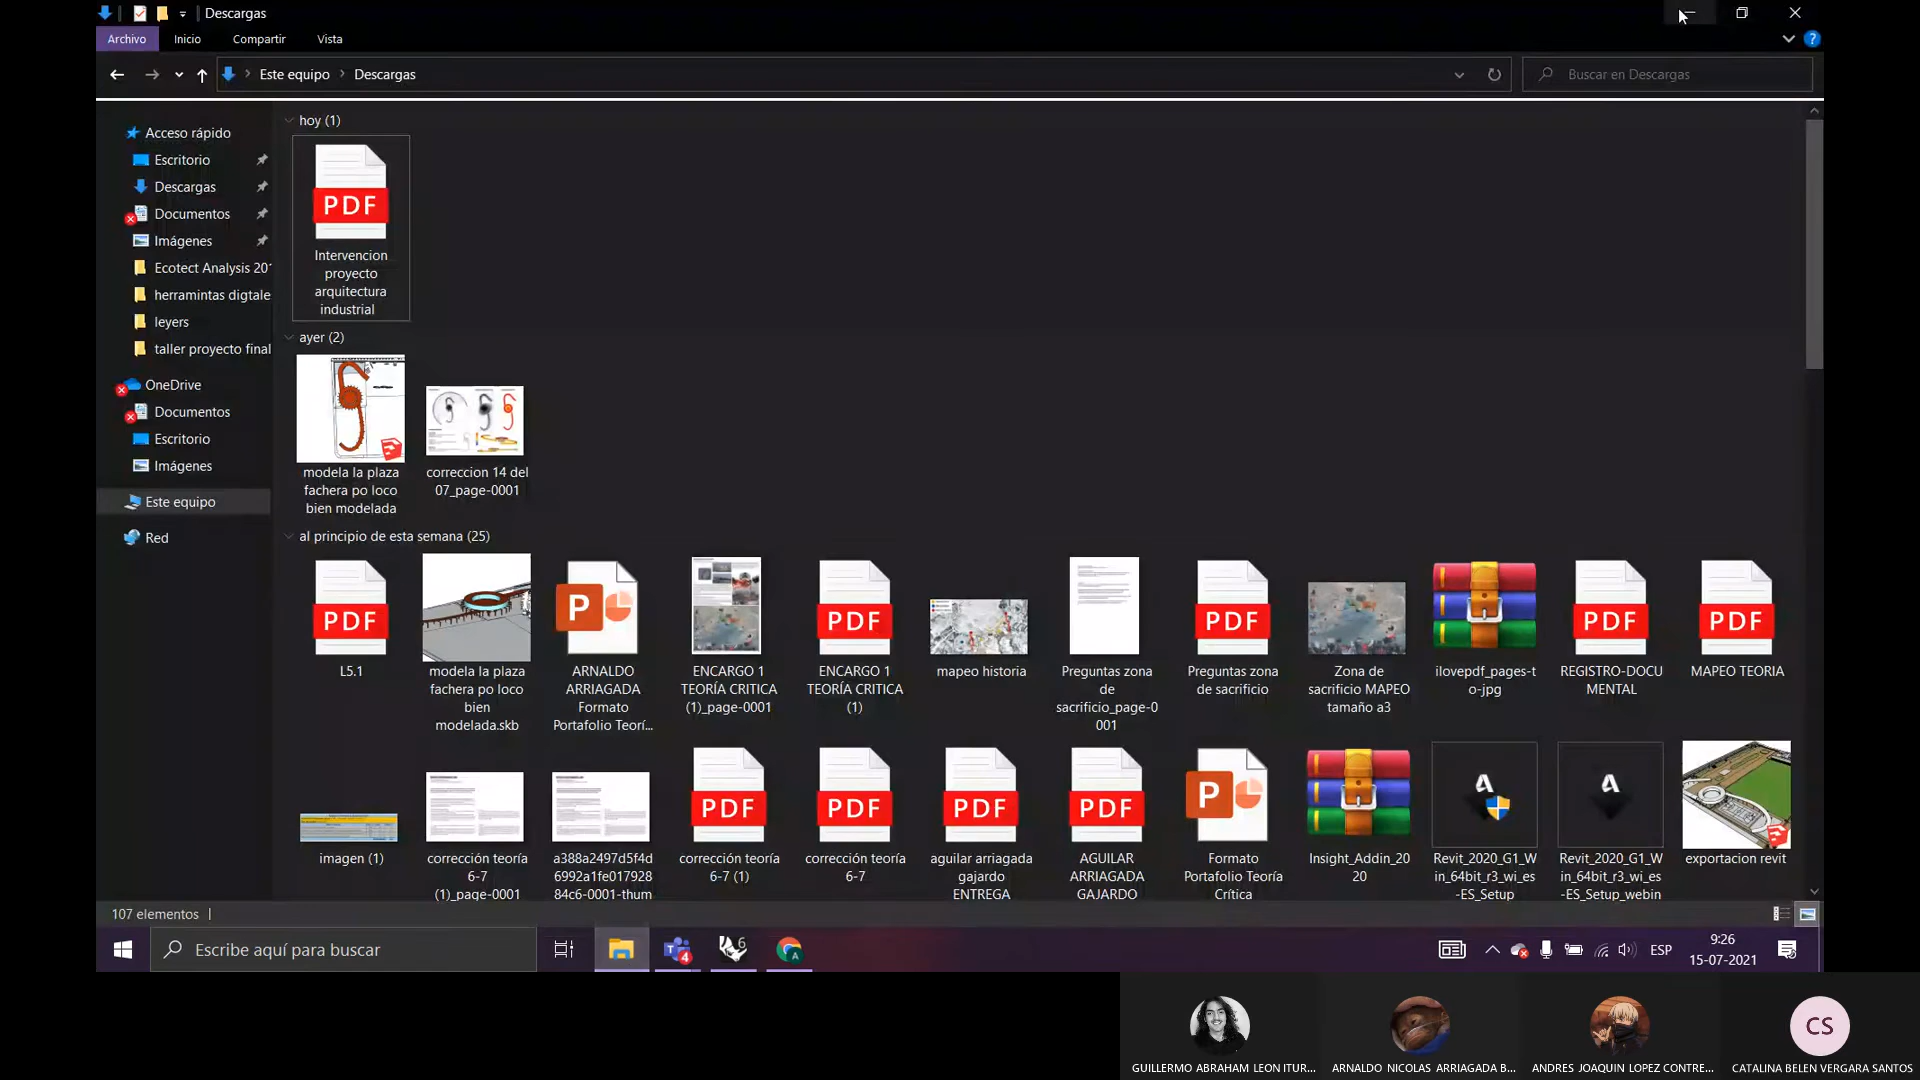 Descargas
Archivo
Inicio
Compartir
Vista
Este equipo
Descargas
Buscar en Descargas
Acceso rápido
Escritorio
Descargas
Documentos
Imágenes
Ecotect Analysis 201
herramintas digtale
leyers
taller proyecto final
OneDrive
Documentos
Escritorio
Imágenes
Este equipo
Red
hoy (1)
PDF
Intervencion
proyecto
arquitectura
industrial
ayer (2)
modela la plaza
fachera po loco
bien modelada
correccion 14 del
07_page-0001
al principio de esta semana (25)
PDF
L5.1
modela la plaza
fachera po loco
bien
modelada.skb
P
ARNALDO
ARRIAGADA
Formato
Portafolio Teorí...
ENCARGO 1
TEORÍA CRITICA
(1)_page-0001
PDF
ENCARGO 1
TEORÍA CRITICA
(1)
mapeo historia
Preguntas zona
de
sacrificio_page-0
001
PDF
Preguntas zona
de sacrificio
Zona de
sacrificio MAPEO
tamaño a3
ilovepdf_pages-t
o-jpg
PDF
REGISTRO-DOCU
MENTAL
PDF
MAPEO TEORIA
imagen (1)
corrección teoría
6-7
(1)_page-0001
a388a2497d5f4d
6992a1fe017928
84c6-0001-thum
PDF
corrección teoría
6-7 (1)
PDF
corrección teoría
6-7
PDF
aguilar arriagada
gajardo
ENTREGA
PDF
AGUILAR
ARRIAGADA
GAJARDO
P
Formato
Portafolio Teoría
Crítica
Insight_Addin_20
20
Revit_2020_G1_W
in_64bit_r3_wi_es
-ES_Setup
Revit_2020_G1_W
in_64bit_r3_wi_es-
ES_Setup_webin
exportacion revit
107 elementos
Escribe aquí para buscar
4
6
A
ESP
9:26
15-07-2021
CS
GUILLERMO ABRAHAM LEON ITUR...
ARNALDO NICOLAS ARRIAGADA B...
ANDRES JOAQUIN LOPEZ CONTRE...
CATALINA BELEN VERGARA SANTOS